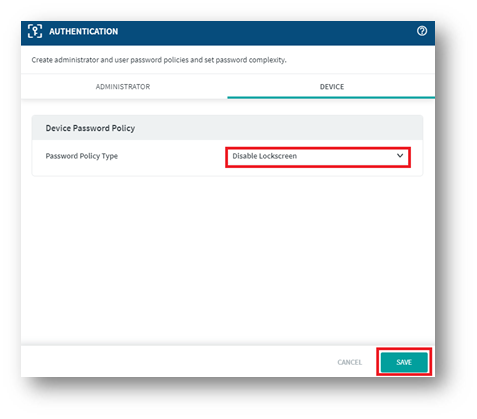 AUTHENTICATION
Create administrator and user password policies and set password complexity.
ADMINISTRATOR DEVICE
Device Password Policy
Password Policy Type Disable Lockscreen
CANCEL SAVE